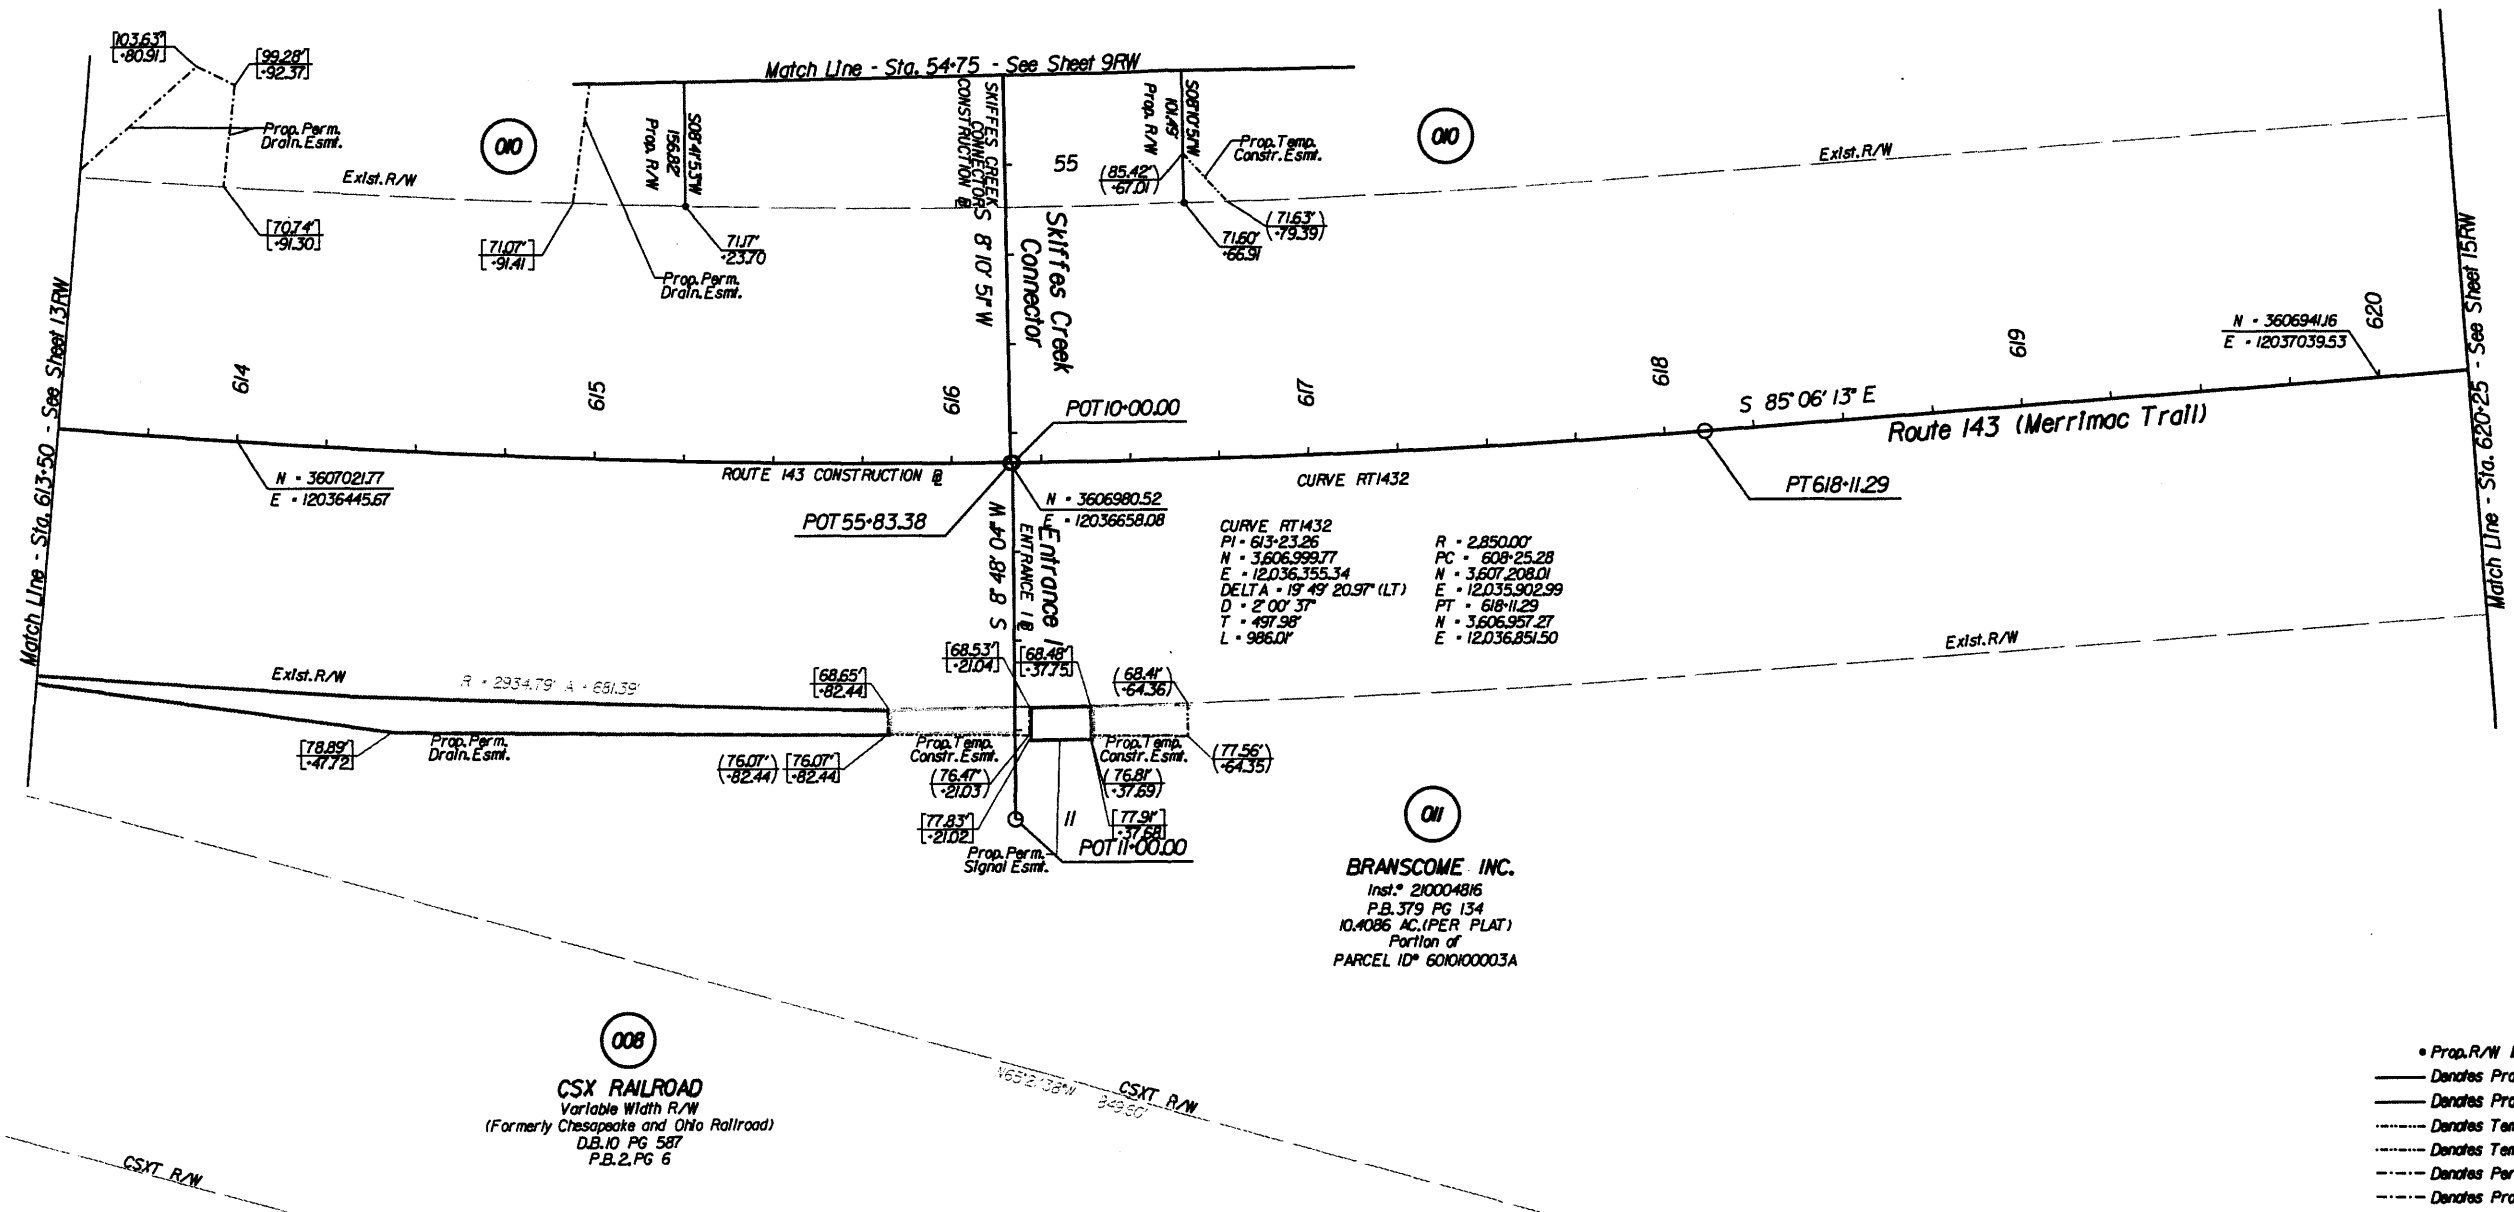 [103.63'] [+80.91]
[99.28'] [+92.37]
Match Line - Sta. 54+75 - See Sheet 9RW
Prop. Perm.
Drain. Esmt.
010
S08°41'53"W
156.82'
Prop. R/W
SKIFFES CREEK
CONNECTOR
CONSTRUCTION ℄
S 8° 10' 51" W
55
Skiffes Creek
Connector
S08°10'51"W
101.49'
Prop. R/W
Prop. Temp.
Constr. Esmt.
010
Exist. R/W
Exist. R/W
(85.42') (+67.01)
[70.74'] [+91.30]
[71.07'] [+91.41]
71.17'
+23.70
Prop. Perm.
Drain. Esmt.
71.60'
+66.91
(71.63') (+79.39)
Match Line - Sta. 613+50 - See Sheet 13RW
Match Line - Sta. 620+25 - See Sheet 15RW
614
615
616
617
618
619
620
N = 3606941.16
E = 12037039.53
POT 10+00.00
S 85° 06' 13" E
Route 143 (Merrimac Trail)
N = 3607021.77
E = 12036445.67
ROUTE 143 CONSTRUCTION ℄
CURVE RT1432
PT 618+11.29
POT 55+83.38
N = 3606980.52
E = 12036658.08
S 8° 48' 04" W
ENTRANCE 1 ℄
Entrance 1
CURVE RT1432
PI = 613+23.26
N = 3,606,999.77
E = 12,036,355.34
DELTA = 19° 49' 20.97" (LT)
D = 2° 00' 37"
T = 497.98'
L = 986.01'
R = 2,850.00'
PC = 608+25.28
N = 3,607,208.01
E = 12,035,902.99
PT = 618+11.29
N = 3,606,957.27
E = 12,036,851.50
Exist. R/W
Exist. R/W
R = 2934.79' A = 681.39'
[68.65'] [+82.44]
[68.53'] [+21.04]
[68.48'] [+37.75]
(68.41') (+64.36)
[78.89'] [+47.72]
Prop. Perm.
Drain. Esmt.
(76.07') (+82.44)
[76.07'] [+82.44]
Prop. Temp.
Constr. Esmt.
(76.47') (+21.03)
Prop. Temp.
Constr. Esmt.
(76.81') (+37.69)
(77.56') (+64.35)
[77.83'] [+21.02]
11
[77.91'] [+37.68]
Prop. Perm.
Signal Esmt.
POT 11+00.00
011
BRANSCOME INC.
Inst.# 210004816
P.B. 379 PG 134
10.4086 AC. (PER PLAT)
Portion of
PARCEL ID# 6010100003A
008
CSX RAILROAD
Variable Width R/W
(Formerly Chesapeake and Ohio Railroad)
D.B. 10 PG 587
P.B. 2, PG 6
N65°21'38"W
849.60'
CSXT R/W
CSXT R/W
Prop. R/W
Denotes
Denotes
Denotes
Denotes
Denotes
Denotes